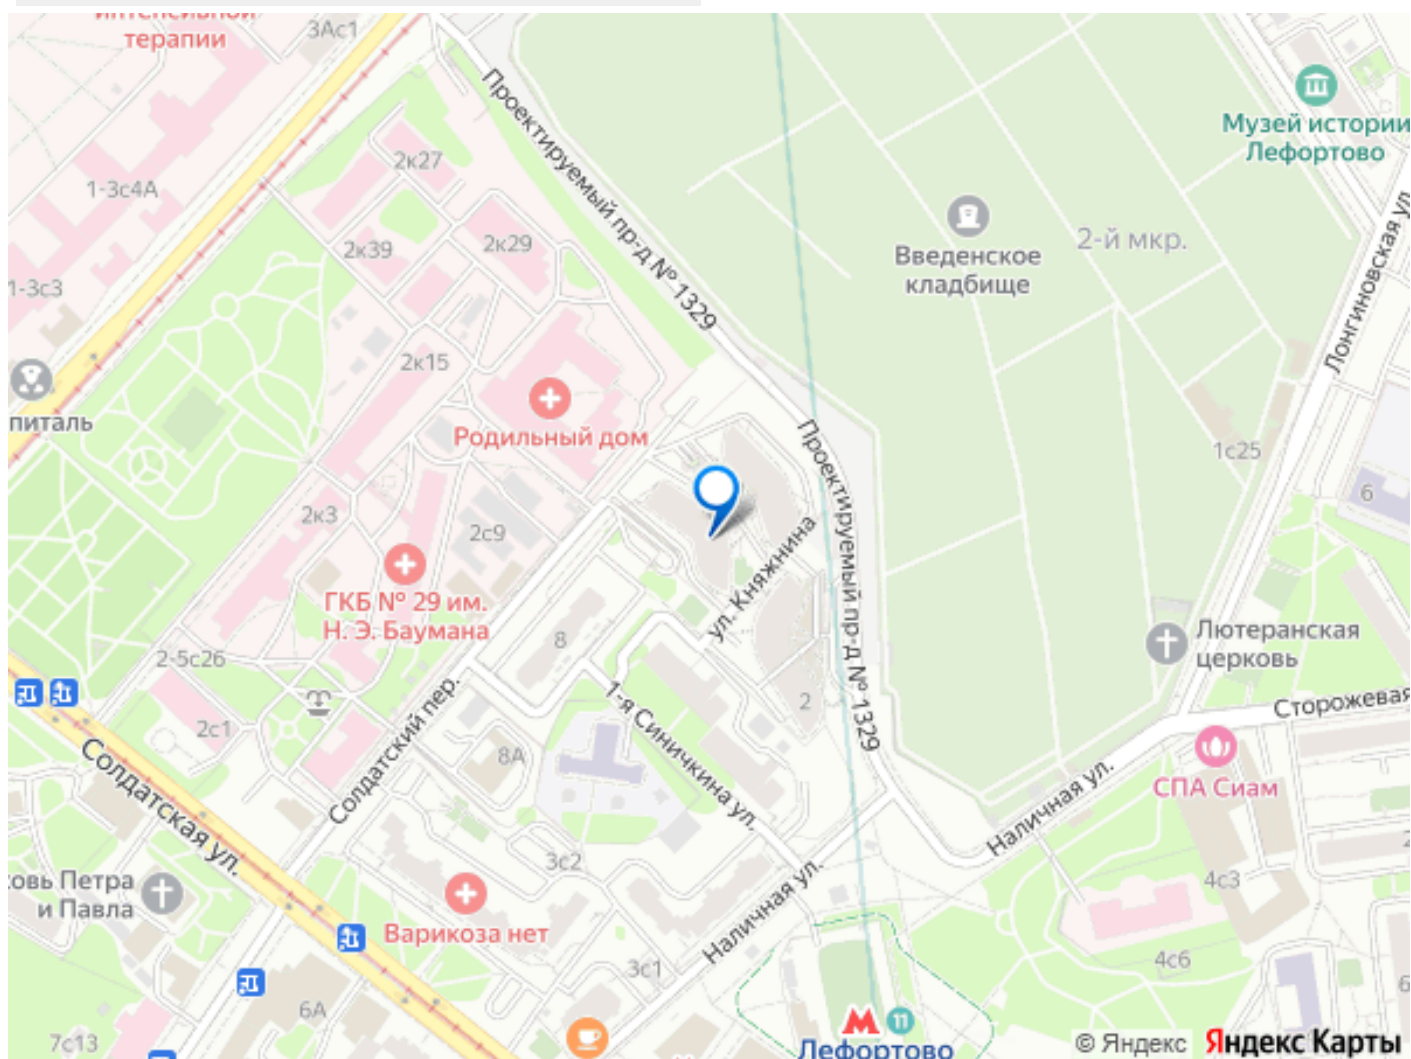 интенсивной
терапии
3Ас1
Музей истории
Лефортово
Проектируемый пр-д № 1329
2к27
1-3с4А
2к39
2к29
Введенское
кладбище
2-й мкр.
Лонгиновская ул
1-3с3
2к15
питаль
Родильный дом
Проектируемый пр-д № 1329
1с25
6
2к3
2с9
ул. Княжнина
ГКБ № 29 им.
Н. Э. Баумана
8
Лютеранская
церковь
2-5с26
2с1
Солдатский пер.
1-я Синичкина ул.
2
Сторожевая
8А
СПА Сиам
Солдатская ул.
Наличная ул.
3с2
2
овь Петра
и Павла
4с3
Варикоза нет
Наличная ул.
3с1
4с6
6А
6
11
7с13
Лефортово
© Яндекс
Яндекс Карты